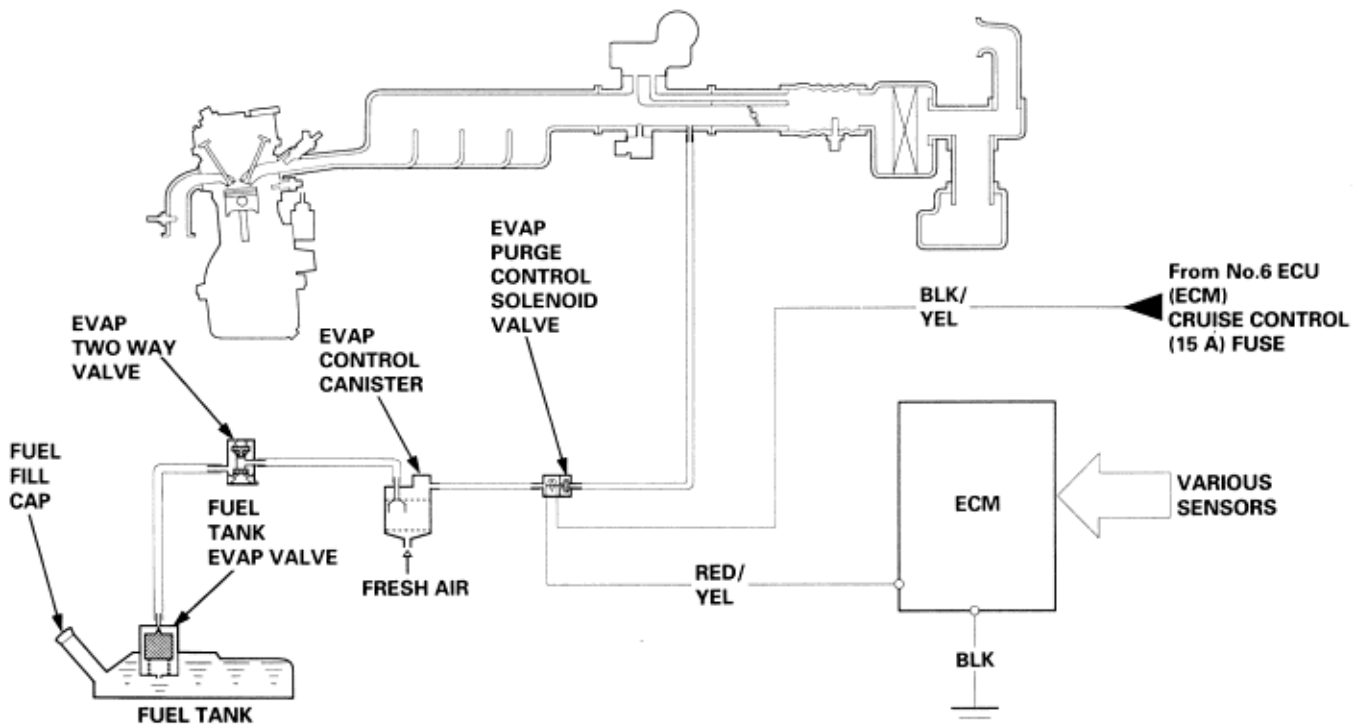 EVAP
PURGE
CONTROL
SOLENOID
VALVE
BLK/
YEL
From No.6 ECU
(ECM)
CRUISE CONTROL
(15 A) FUSE
EVAP
TWO WAY
VALVE
EVAP
CONTROL
CANISTER
FUEL
FILL
CAP
FUEL
TANK
EVAP VALVE
FRESH AIR
RED/
YEL
ECM
VARIOUS
SENSORS
BLK
FUEL TANK